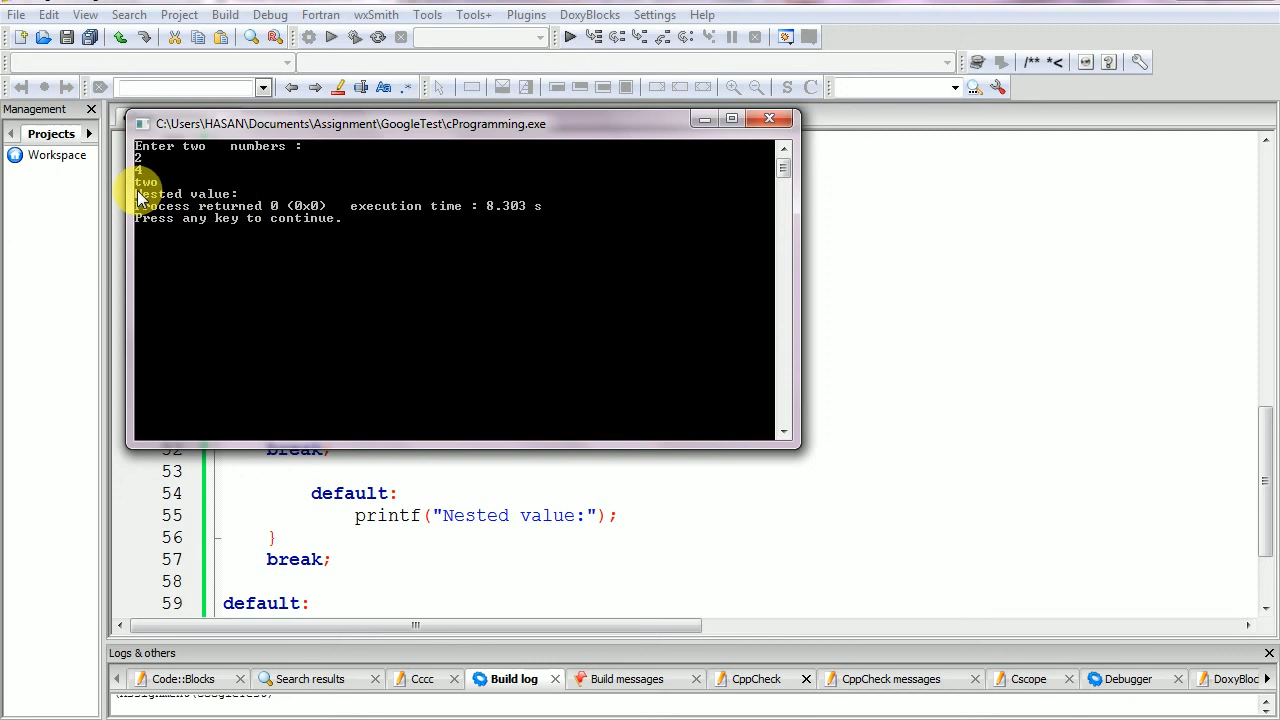 File Edit View Search Project Build Debug Fortran wxSmith Tools Tools+ Plugins DoxyBlocks Settings Help
/** *<
Aa .*
S C
Management
Projects
Workspace
C:\Users\HASAN\Documents\Assignment\GoogleTest\cProgramming.exe
Enter two   numbers :
2
4
two
Nested value:
Process returned 0 (0x0)   execution time : 8.303 s
Press any key to continue.
52 break;
53
54 default:
55 printf("Nested value:");
56 }
57 break;
58
59 default:
Logs & others
Code::Blocks Search results Cccc Build log Build messages CppCheck CppCheck messages Cscope Debugger DoxyBloc